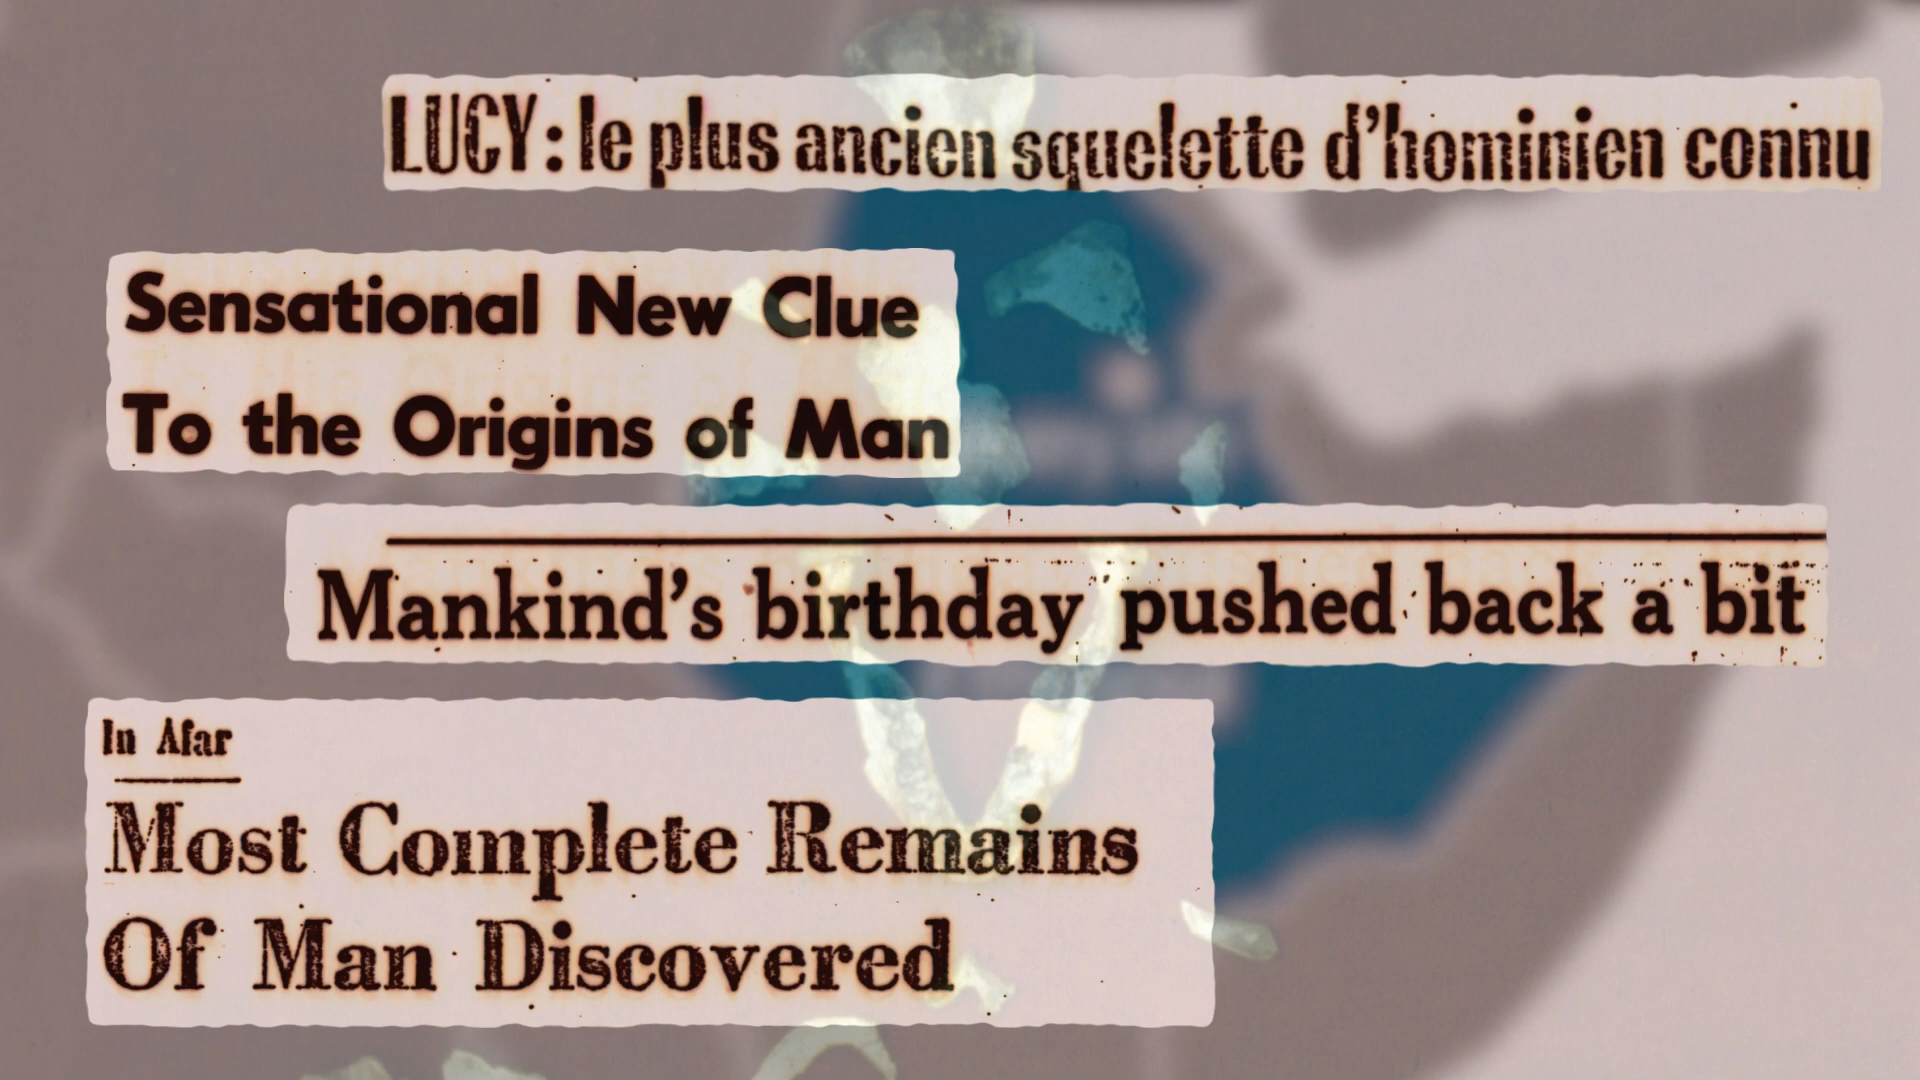 LUCY: le plus ancien squelette d'hominien connu
Sensational New Clue
To the Origins of Man
Mankind's birthday pushed back a bit
In Afar
Most Complete Remains
Of Man Discovered